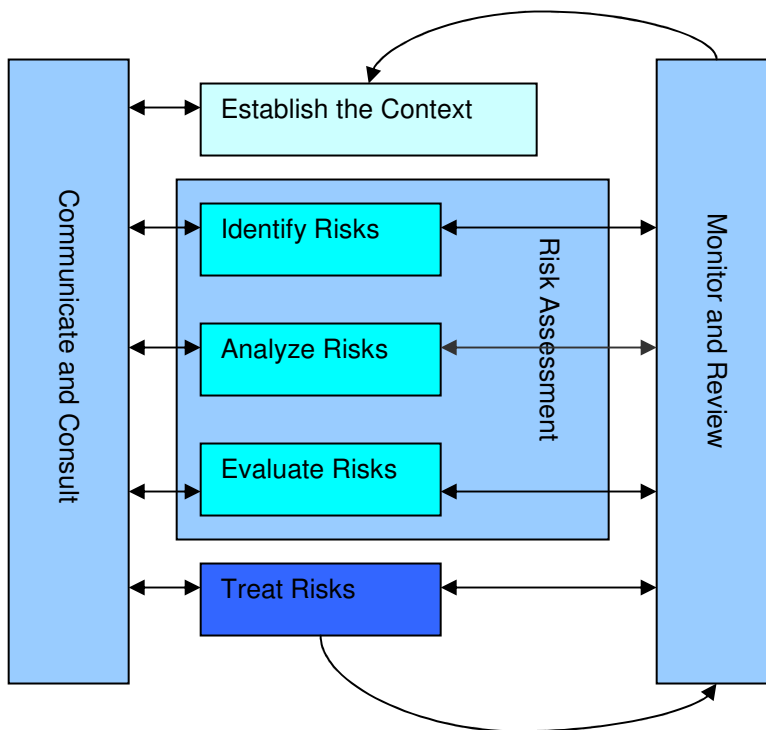 Establish the Context
Communicate and Consult
Identify Risks
Risk Assessment
Monitor and Review
Analyze Risks
Evaluate Risks
Treat Risks